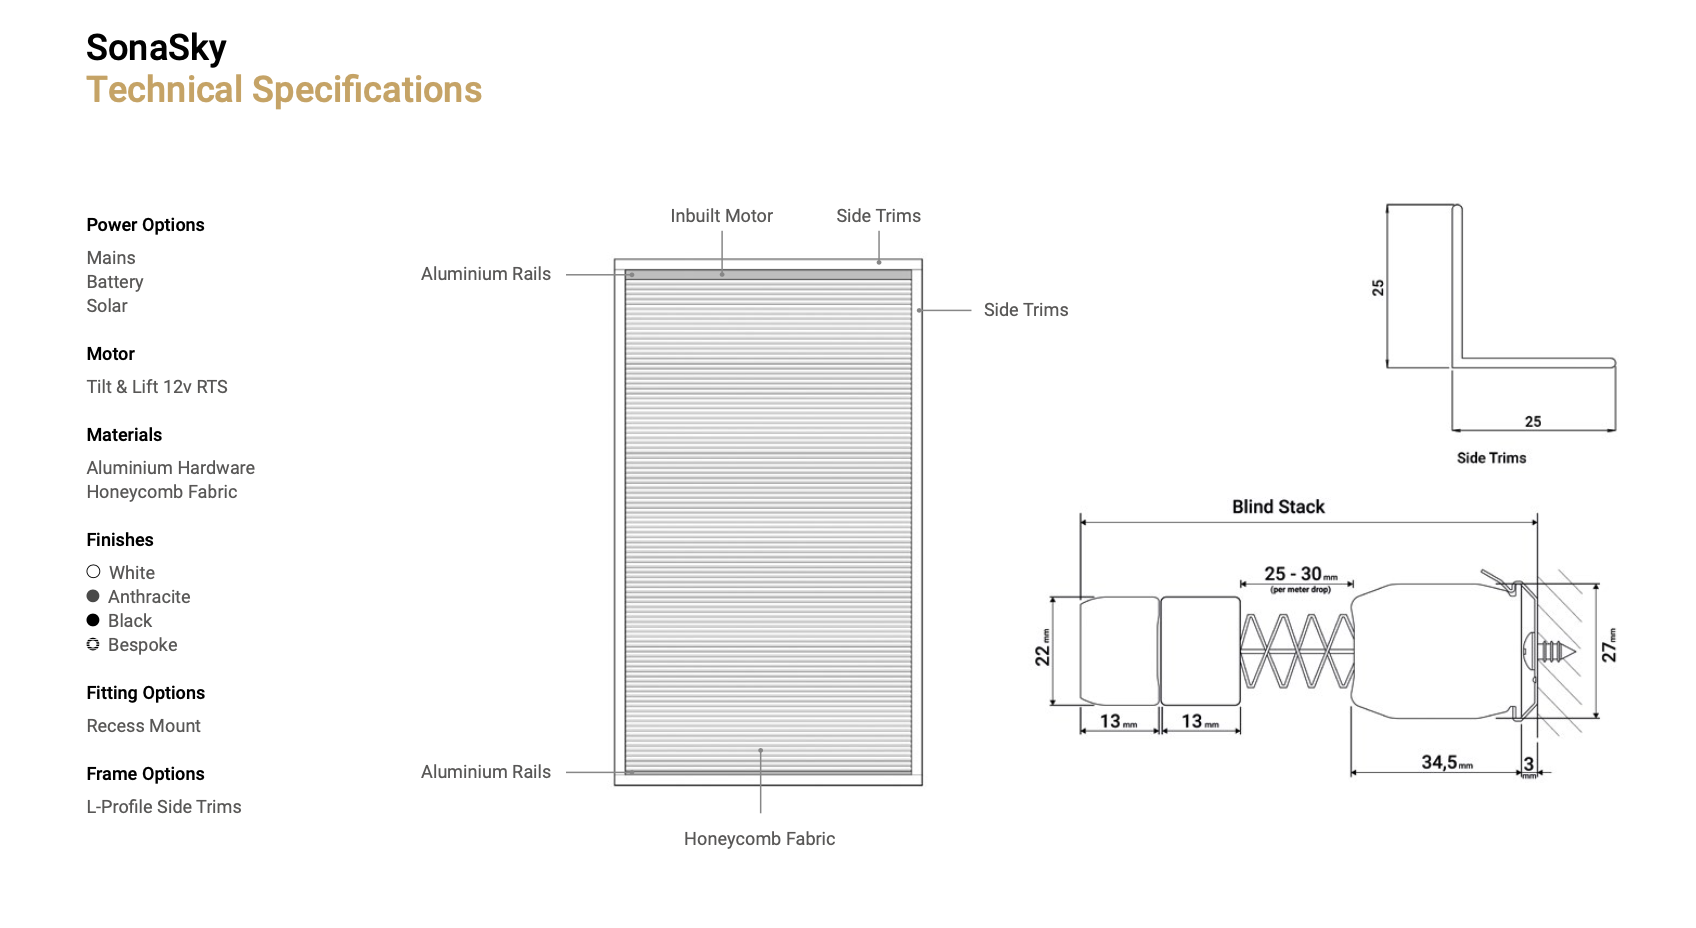 SonaSky
Technical Specifications
Power Options
Mains
Battery
Solar
Motor
Tilt & Lift 12v RTS
Materials
Aluminium Hardware
Honeycomb Fabric
Finishes
White
Anthracite
Black
Bespoke
Fitting Options
Recess Mount
Frame Options
L-Profile Side Trims
Inbuilt Motor
Side Trims
Aluminium Rails
Side Trims
Aluminium Rails
Honeycomb Fabric
25
25
Side Trims
Blind Stack
25 - 30 mm
(per meter drop)
22 mm
27 mm
13 mm
13 mm
34,5 mm
3
mm